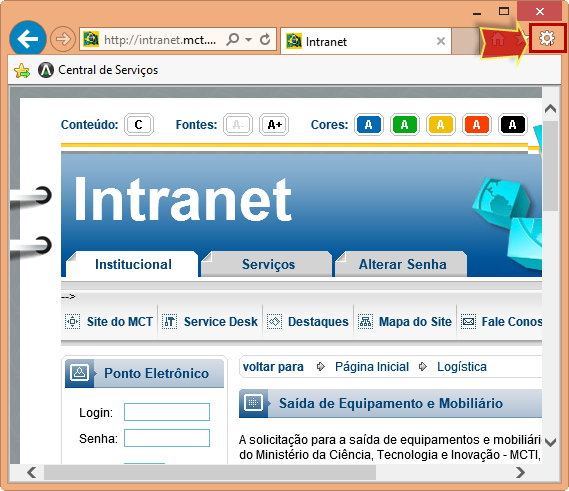 http://intranet.mct....
Intranet
Central de Serviços
Conteúdo: C Fontes: A- A+ Cores: A A A A A
Intranet
Institucional Serviços Alterar Senha
-->
Site do MCT Service Desk Destaques Mapa do Site Fale Conos
Ponto Eletrônico
Login:
Senha:
voltar para Página Inicial Logística
Saída de Equipamento e Mobiliário
A solicitação para a saída de equipamentos e mobiliári
do Ministério da Ciência, Tecnologia e Inovação - MCTI,